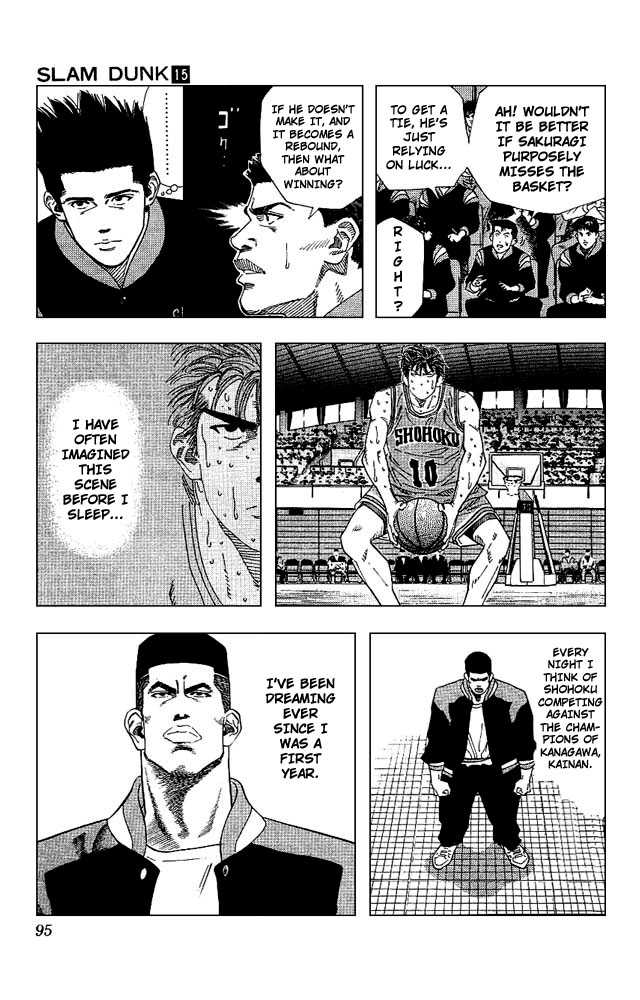 SLAM DUNK 15
AH! WOULDN'T
IT BE BETTER
IF SAKURAGI
PURPOSELY
MISSES THE
BASKET?
TO GET A
TIE, HE'S
JUST
RELYING
ON LUCK...
R
I
G
H
T
?
IF HE DOESN'T
MAKE IT, AND
IT BECOMES A
REBOUND,
THEN WHAT
ABOUT
WINNING?
ゴ
..........
SHOHOKU
10
I HAVE
OFTEN
IMAGINED
THIS
SCENE
BEFORE I
SLEEP...
EVERY
NIGHT I
THINK OF
SHOHOKU
COMPETING
AGAINST
THE CHAM-
PIONS OF
KANAGAWA,
KAINAN.
I'VE BEEN
DREAMING
EVER
SINCE I
WAS A
FIRST
YEAR.
95